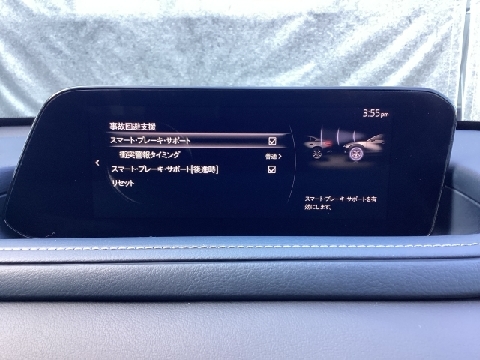 3:55pm
事故回避支援
スマート・ブレーキ・サポート
衝突警報タイミング
普通
スマート・ブレーキ・サポート[後進時]
リセット
スマート・ブレーキ・サポートを有
効にします。